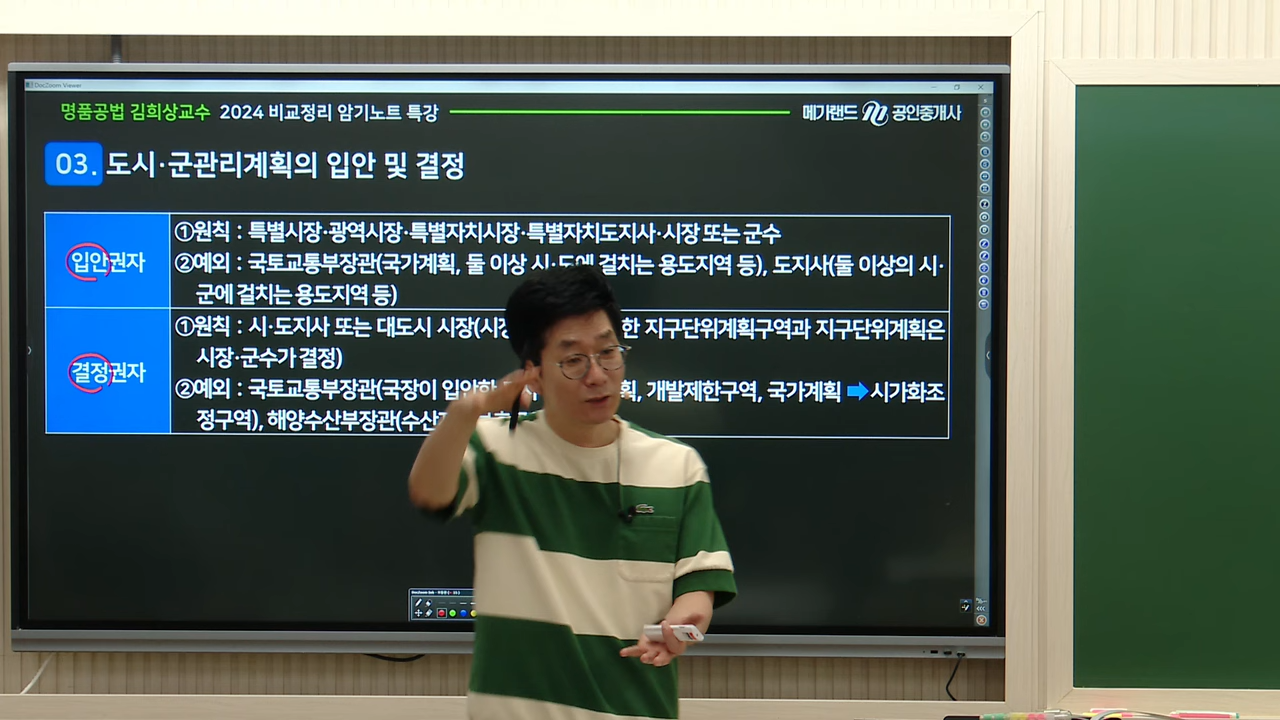 DocZoom Viewer
명품공법 김희상교수 2024 비교정리 암기노트 특강
메가랜드 공인중개사
03. 도시·군관리계획의 입안 및 결정
입안권자
①원칙 : 특별시장·광역시장·특별자치시장·특별자치도지사·시장 또는 군수
②예외 : 국토교통부장관(국가계획, 둘 이상 시·도에 걸치는 용도지역 등), 도지사(둘 이상의 시·
군에 걸치는 용도지역 등)
결정권자
①원칙 : 시·도지사 또는 대도시 시장(시장 한 지구단위계획구역과 지구단위계획은
시장·군수가 결정)
②예외 : 국토교통부장관(국장이 입안한 획, 개발제한구역, 국가계획 ➡시가화조
정구역), 해양수산부장관(수산